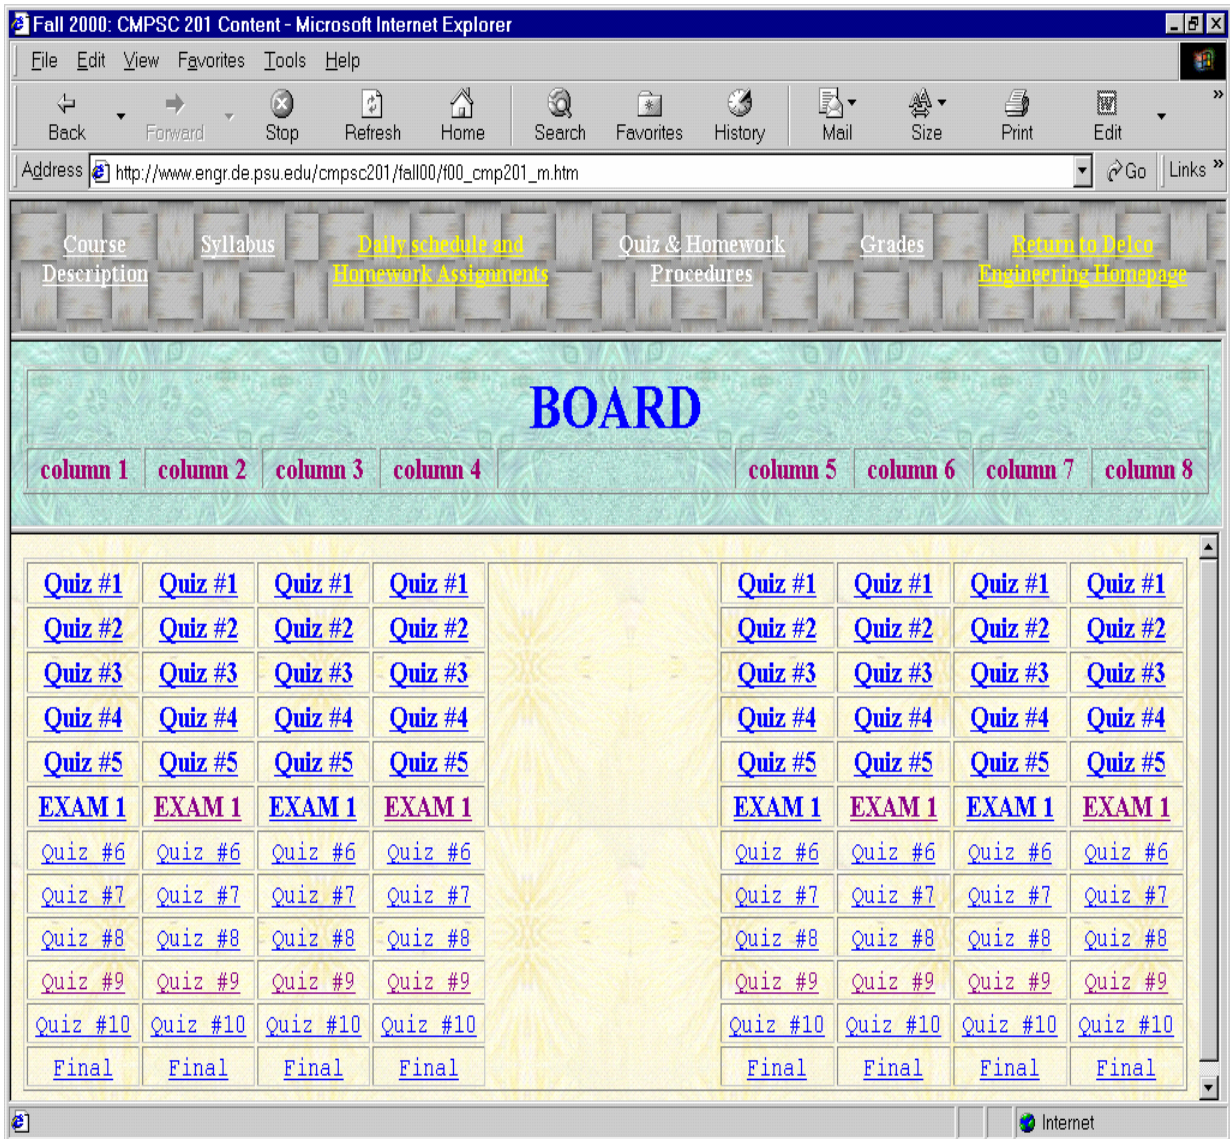 Fall 2000: CMPSC 201 Content - Microsoft Internet Explorer
File Edit View Favorites Tools Help
Back Forward Stop Refresh Home Search Favorites History Mail Size Print Edit »
Address http://www.engr.de.psu.edu/cmpsc201/fall00/f00_cmp201_m.htm Go Links »
Course Syllabus Daily schedule and Quiz & Homework Grades Return to Delco
Description Homework Assignments Procedures Engineering Homepage
BOARD
column 1 column 2 column 3 column 4 column 5 column 6 column 7 column 8
Quiz #1 Quiz #1 Quiz #1 Quiz #1 Quiz #1 Quiz #1 Quiz #1 Quiz #1
Quiz #2 Quiz #2 Quiz #2 Quiz #2 Quiz #2 Quiz #2 Quiz #2 Quiz #2
Quiz #3 Quiz #3 Quiz #3 Quiz #3 Quiz #3 Quiz #3 Quiz #3 Quiz #3
Quiz #4 Quiz #4 Quiz #4 Quiz #4 Quiz #4 Quiz #4 Quiz #4 Quiz #4
Quiz #5 Quiz #5 Quiz #5 Quiz #5 Quiz #5 Quiz #5 Quiz #5 Quiz #5
EXAM 1 EXAM 1 EXAM 1 EXAM 1 EXAM 1 EXAM 1 EXAM 1 EXAM 1
Quiz #6 Quiz #6 Quiz #6 Quiz #6 Quiz #6 Quiz #6 Quiz #6 Quiz #6
Quiz #7 Quiz #7 Quiz #7 Quiz #7 Quiz #7 Quiz #7 Quiz #7 Quiz #7
Quiz #8 Quiz #8 Quiz #8 Quiz #8 Quiz #8 Quiz #8 Quiz #8 Quiz #8
Quiz #9 Quiz #9 Quiz #9 Quiz #9 Quiz #9 Quiz #9 Quiz #9 Quiz #9
Quiz #10 Quiz #10 Quiz #10 Quiz #10 Quiz #10 Quiz #10 Quiz #10 Quiz #10
Final Final Final Final Final Final Final Final
Internet